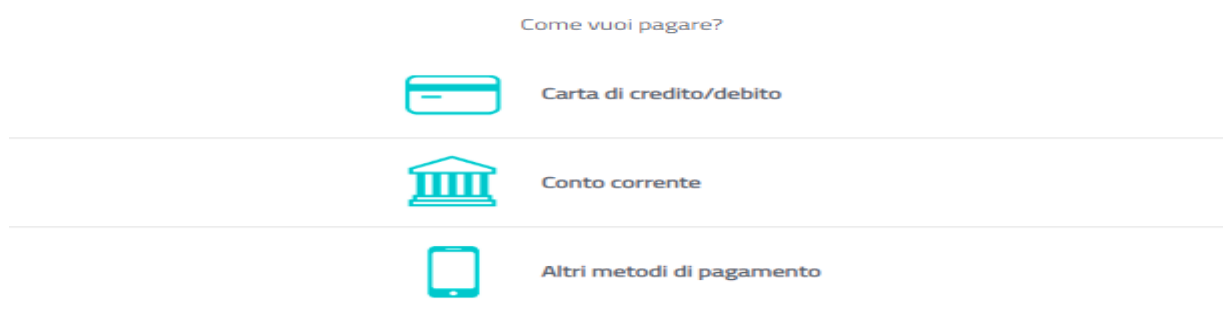 Come vuoi pagare?
Carta di credito/debito
Conto corrente
Altri metodi di pagamento